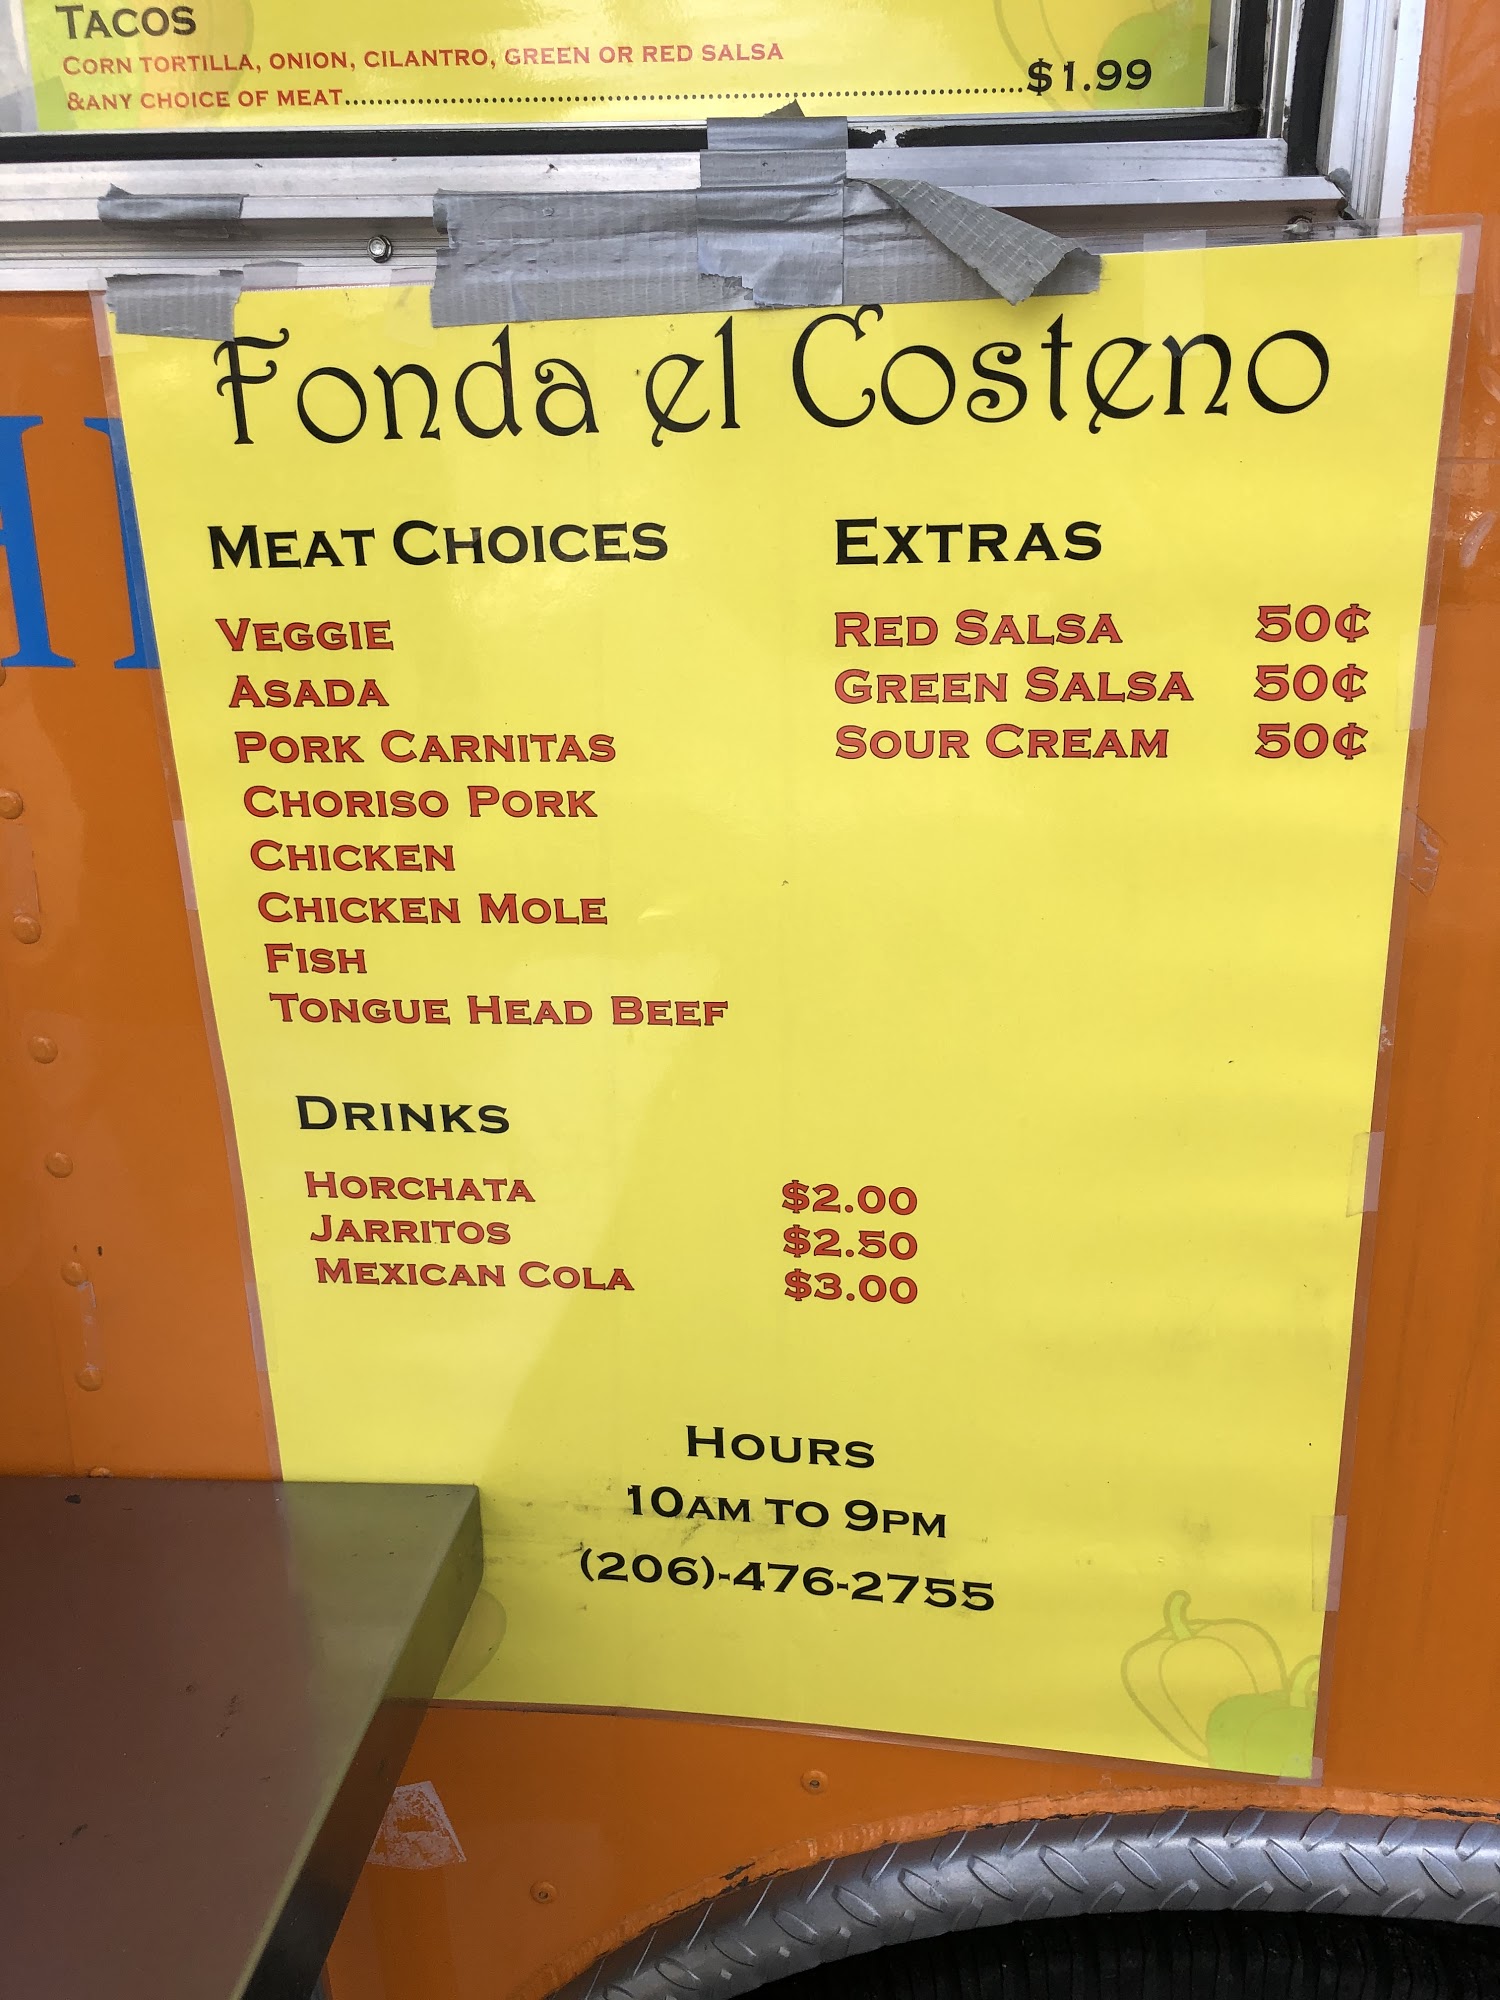 TACOS
CORN TORTILLA, ONION, CILANTRO, GREEN OR RED SALSA
&ANY CHOICE OF MEAT....................$1.99
Fonda el Costeno
MEAT CHOICES
VEGGIE
ASADA
PORK CARNITAS
CHORISO PORK
CHICKEN
CHICKEN MOLE
FISH
TONGUE HEAD BEEF
EXTRAS
RED SALSA 50¢
GREEN SALSA 50¢
SOUR CREAM 50¢
DRINKS
HORCHATA $2.00
JARRITOS $2.50
MEXICAN COLA $3.00
HOURS
10AM TO 9PM
(206)-476-2755